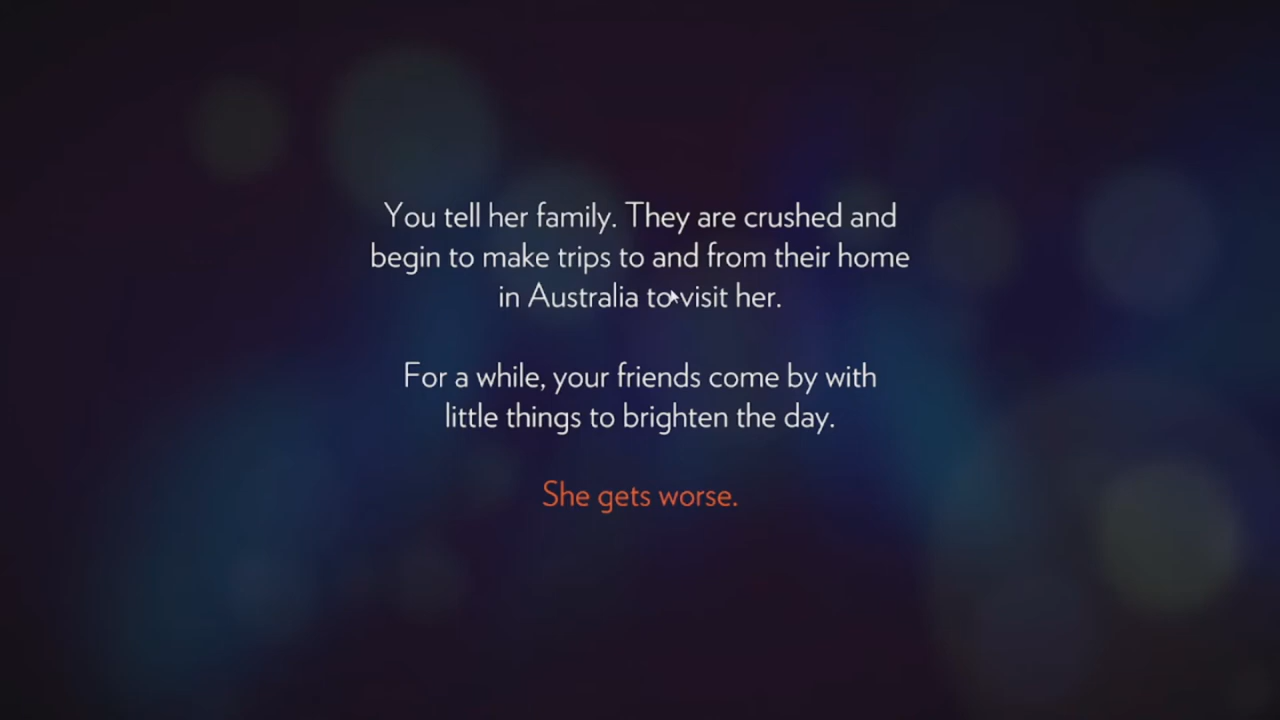 You tell her family. They are crushed and
begin to make trips to and from their home
in Australia to visit her.
For a while, your friends come by with
little things to brighten the day.
She gets worse.